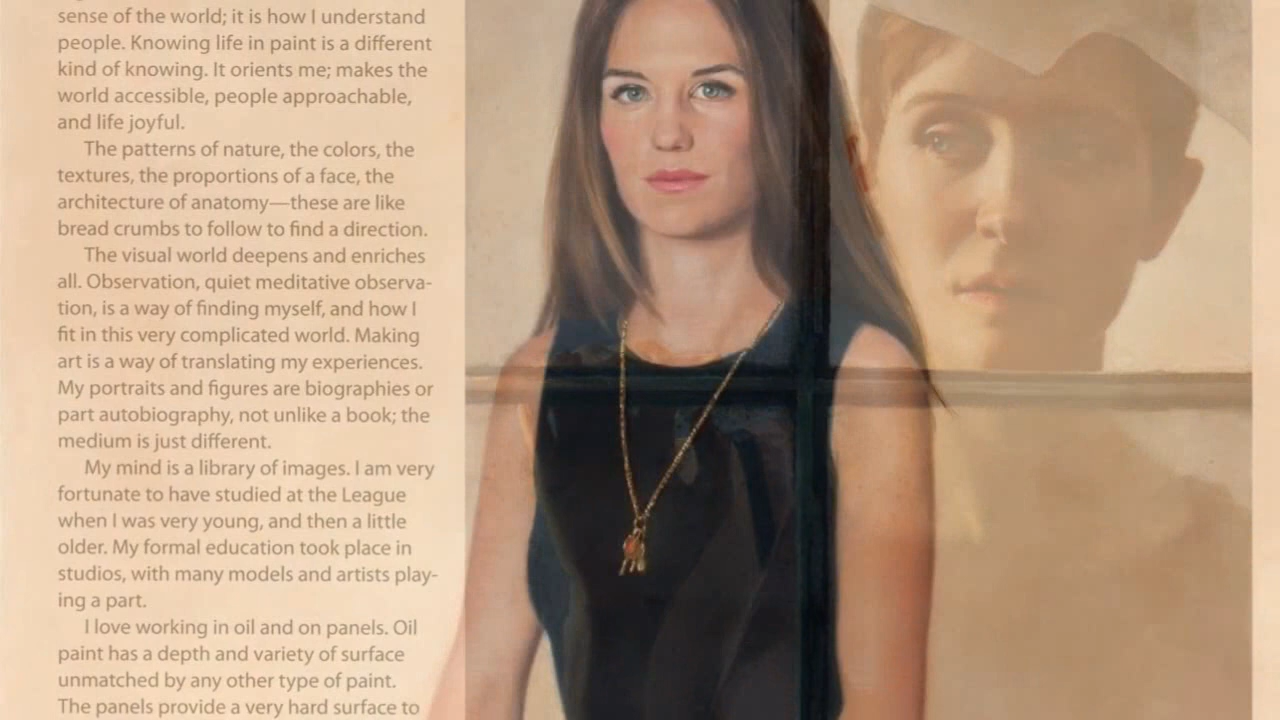 sense of the world; it is how I understand
people. Knowing life in paint is a different
kind of knowing. It orients me; makes the
world accessible, people approachable,
and life joyful.
The patterns of nature, the colors, the
textures, the proportions of a face, the
architecture of anatomy—these are like
bread crumbs to follow to find a direction.
The visual world deepens and enriches
all. Observation, quiet meditative observa-
tion, is a way of finding myself, and how I
fit in this very complicated world. Making
art is a way of translating my experiences.
My portraits and figures are biographies or
part autobiography, not unlike a book; the
medium is just different.
My mind is a library of images. I am very
fortunate to have studied at the League
when I was very young, and then a little
older. My formal education took place in
studios, with many models and artists play-
ing a part.
I love working in oil and on panels. Oil
paint has a depth and variety of surface
unmatched by any other type of paint.
The panels provide a very hard surface to